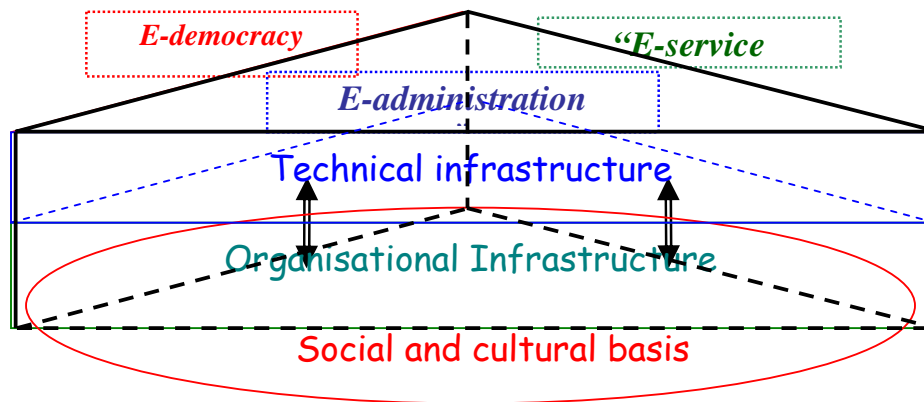 E-democracy
“E-service
E-administration
”
Technical infrastructure
Organisational Infrastructure
Social and cultural basis